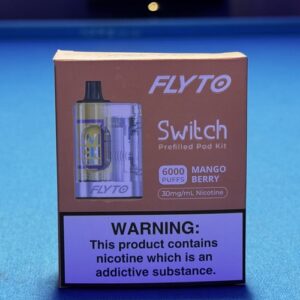 FLYTO
Switch
Prefilled Pod Kit
6000
PUFFS
MANGO
BERRY
30mg/mL Nicotine
FLYTO
WARNING:
This product contains
nicotine which is an
addictive substance.